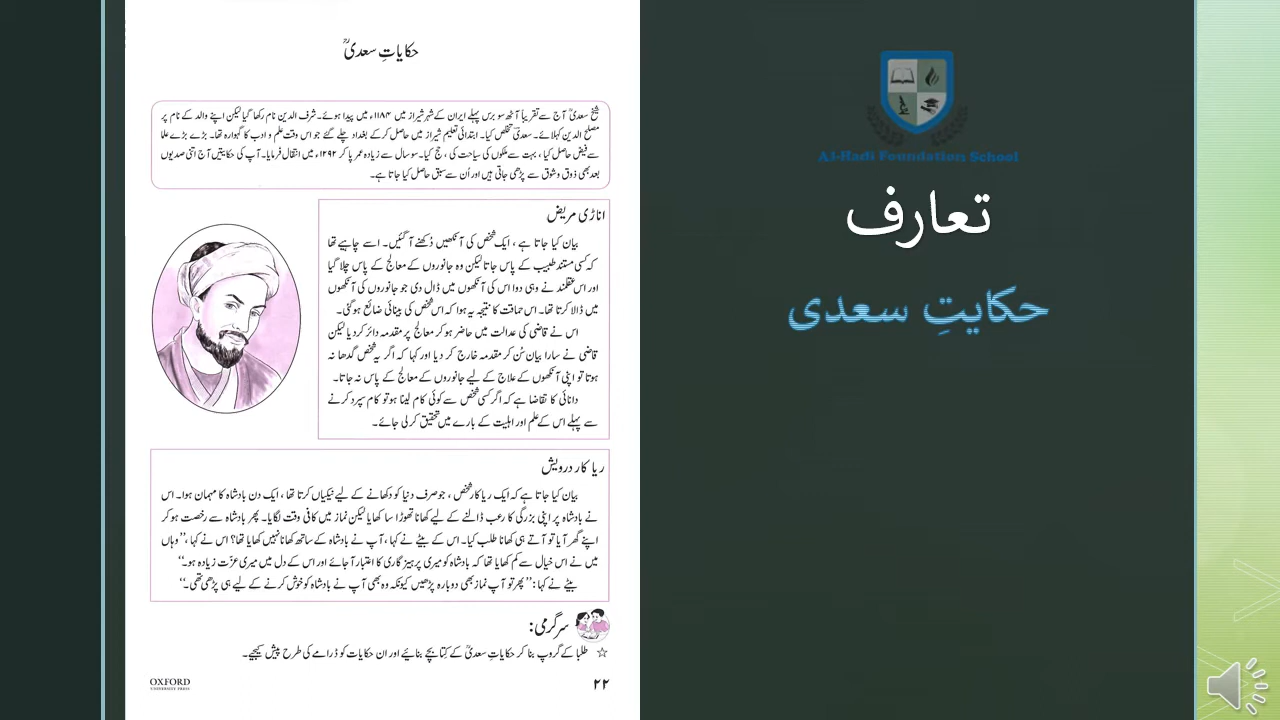 حکایاتِ سعدیؒ
شیخ سعدیؒ آج سے تقریباً آٹھ سو برس پہلے ایران کے شہر شیراز میں ۱۱۸۴ء میں پیدا ہوئے۔ شرف الدین نام رکھا گیا لیکن اپنے والد کے نام پر
مصلح الدین کہلائے۔ سعدی تخلص کیا۔ ابتدائی تعلیم شیراز میں حاصل کرکے بغداد چلے گئے جو اس وقت علم و ادب کا گہوارہ تھا۔ بڑے بڑے علما
سے فیض حاصل کیا، بہت سے ملکوں کی سیاحت کی، حج کیا۔ سو سال سے زیادہ عمر پا کر ۱۲۹۲ء میں انتقال فرمایا۔ آپ کی حکایتیں آج اتنی صدیوں
بعد بھی ذوق و شوق سے پڑھی جاتی ہیں اور اُن سے سبق حاصل کیا جاتا ہے۔
اناڑی مریض
بیان کیا جاتا ہے، ایک شخص کی آنکھیں دُکھنے آ گئیں۔ اسے چاہیے تھا
کہ کسی مستند طبیب کے پاس جاتا لیکن وہ جانوروں کے معالج کے پاس چلا گیا
اور اس عقلمند نے وہی دوا اس کی آنکھوں میں ڈال دی جو جانوروں کی آنکھوں
میں ڈالا کرتا تھا۔ اس حماقت کا نتیجہ یہ ہوا کہ اس شخص کی بینائی ضائع ہو گئی۔
اس نے قاضی کی عدالت میں حاضر ہو کر معالج پر مقدمہ دائر کر دیا لیکن
قاضی نے سارا بیان سُن کر مقدمہ خارج کر دیا اور کہا کہ اگر یہ شخص گدھا نہ
ہوتا تو اپنی آنکھوں کے علاج کے لیے جانوروں کے معالج کے پاس نہ جاتا۔
دانائی کا تقاضا ہے کہ اگر کسی شخص سے کوئی کام لینا ہو تو کام سپرد کرنے
سے پہلے اس کے علم اور اہلیت کے بارے میں تحقیق کر لی جائے۔
ریا کار درویش
بیان کیا جاتا ہے کہ ایک ریاکار شخص، جو صرف دنیا کو دکھانے کے لیے نیکیاں کرتا تھا، ایک دن بادشاہ کا مہمان ہوا۔ اس
نے بادشاہ پر اپنی بزرگی کا رعب ڈالنے کے لیے کھانا تھوڑا سا کھایا لیکن نماز میں کافی وقت لگایا۔ پھر بادشاہ سے رخصت ہو کر
اپنے گھر آیا تو آتے ہی کھانا طلب کیا۔ اس کے بیٹے نے کہا، آپ نے بادشاہ کے ساتھ کھانا نہیں کھایا تھا؟ اس نے کہا، ”وہاں
میں نے اس خیال سے کم کھایا تھا کہ بادشاہ کو میری پرہیز گاری کا اعتبار آ جائے اور اس کے دل میں میری عزّت زیادہ ہو۔“
بیٹے نے کہا: ”پھر تو آپ نماز بھی دوبارہ پڑھیں کیونکہ وہ بھی آپ نے بادشاہ کو خوش کرنے کے لیے ہی پڑھی تھی۔“
سرگرمی:
☆ طلبا کے گروپ بنا کر حکایاتِ سعدیؒ کے کتابچے بنائیے اور ان حکایات کو ڈرامے کی طرح پیش کیجیے۔
OXFORD
UNIVERSITY PRESS
۲۲
Al-Hadi Foundation School
تعارف
حکایتِ سعدی